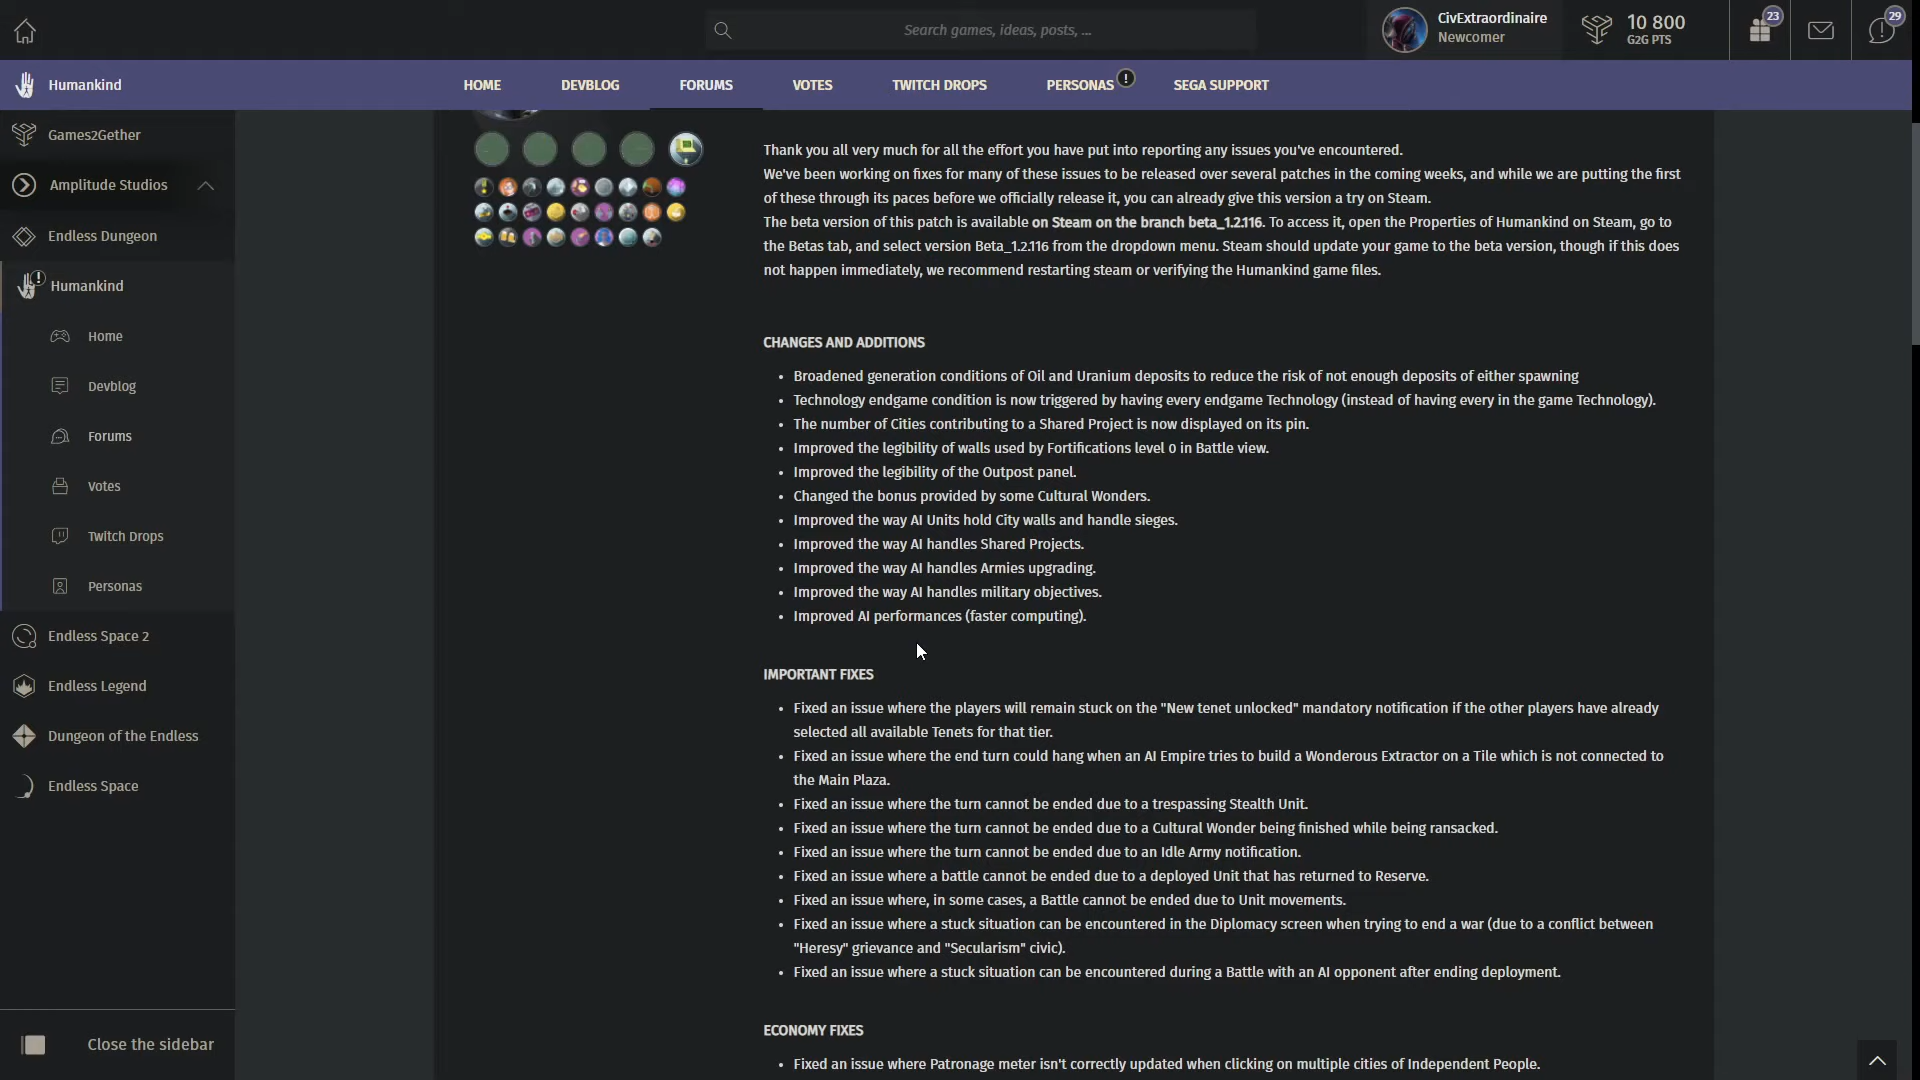 Search games, ideas, posts, ...
CivExtraordinaire
Newcomer
10 800
G2G PTS
23
29
Humankind
HOME
DEVBLOG
FORUMS
VOTES
TWITCH DROPS
PERSONAS
!
SEGA SUPPORT
Games2Gether
Amplitude Studios
Endless Dungeon
Humankind
Home
Devblog
Forums
Votes
Twitch Drops
Personas
Endless Space 2
Endless Legend
Dungeon of the Endless
Endless Space
Close the sidebar
Thank you all very much for all the effort you have put into reporting any issues you've encountered.
We've been working on fixes for many of these issues to be released over several patches in the coming weeks, and while we are putting the first
of these through its paces before we officially release it, you can already give this version a try on Steam.
The beta version of this patch is available on Steam on the branch beta_1.2.116. To access it, open the Properties of Humankind on Steam, go to
the Betas tab, and select version Beta_1.2.116 from the dropdown menu. Steam should update your game to the beta version, though if this does
not happen immediately, we recommend restarting steam or verifying the Humankind game files.
CHANGES AND ADDITIONS
• Broadened generation conditions of Oil and Uranium deposits to reduce the risk of not enough deposits of either spawning
• Technology endgame condition is now triggered by having every endgame Technology (instead of having every in the game Technology).
• The number of Cities contributing to a Shared Project is now displayed on its pin.
• Improved the legibility of walls used by Fortifications level 0 in Battle view.
• Improved the legibility of the Outpost panel.
• Changed the bonus provided by some Cultural Wonders.
• Improved the way AI Units hold City walls and handle sieges.
• Improved the way AI handles Shared Projects.
• Improved the way AI handles Armies upgrading.
• Improved the way AI handles military objectives.
• Improved AI performances (faster computing).
IMPORTANT FIXES
• Fixed an issue where the players will remain stuck on the "New tenet unlocked" mandatory notification if the other players have already
selected all available Tenets for that tier.
• Fixed an issue where the end turn could hang when an AI Empire tries to build a Wonderous Extractor on a Tile which is not connected to
the Main Plaza.
• Fixed an issue where the turn cannot be ended due to a trespassing Stealth Unit.
• Fixed an issue where the turn cannot be ended due to a Cultural Wonder being finished while being ransacked.
• Fixed an issue where the turn cannot be ended due to an Idle Army notification.
• Fixed an issue where a battle cannot be ended due to a deployed Unit that has returned to Reserve.
• Fixed an issue where, in some cases, a Battle cannot be ended due to Unit movements.
• Fixed an issue where a stuck situation can be encountered in the Diplomacy screen when trying to end a war (due to a conflict between
"Heresy" grievance and "Secularism" civic).
• Fixed an issue where a stuck situation can be encountered during a Battle with an AI opponent after ending deployment.
ECONOMY FIXES
• Fixed an issue where Patronage meter isn't correctly updated when clicking on multiple cities of Independent People.